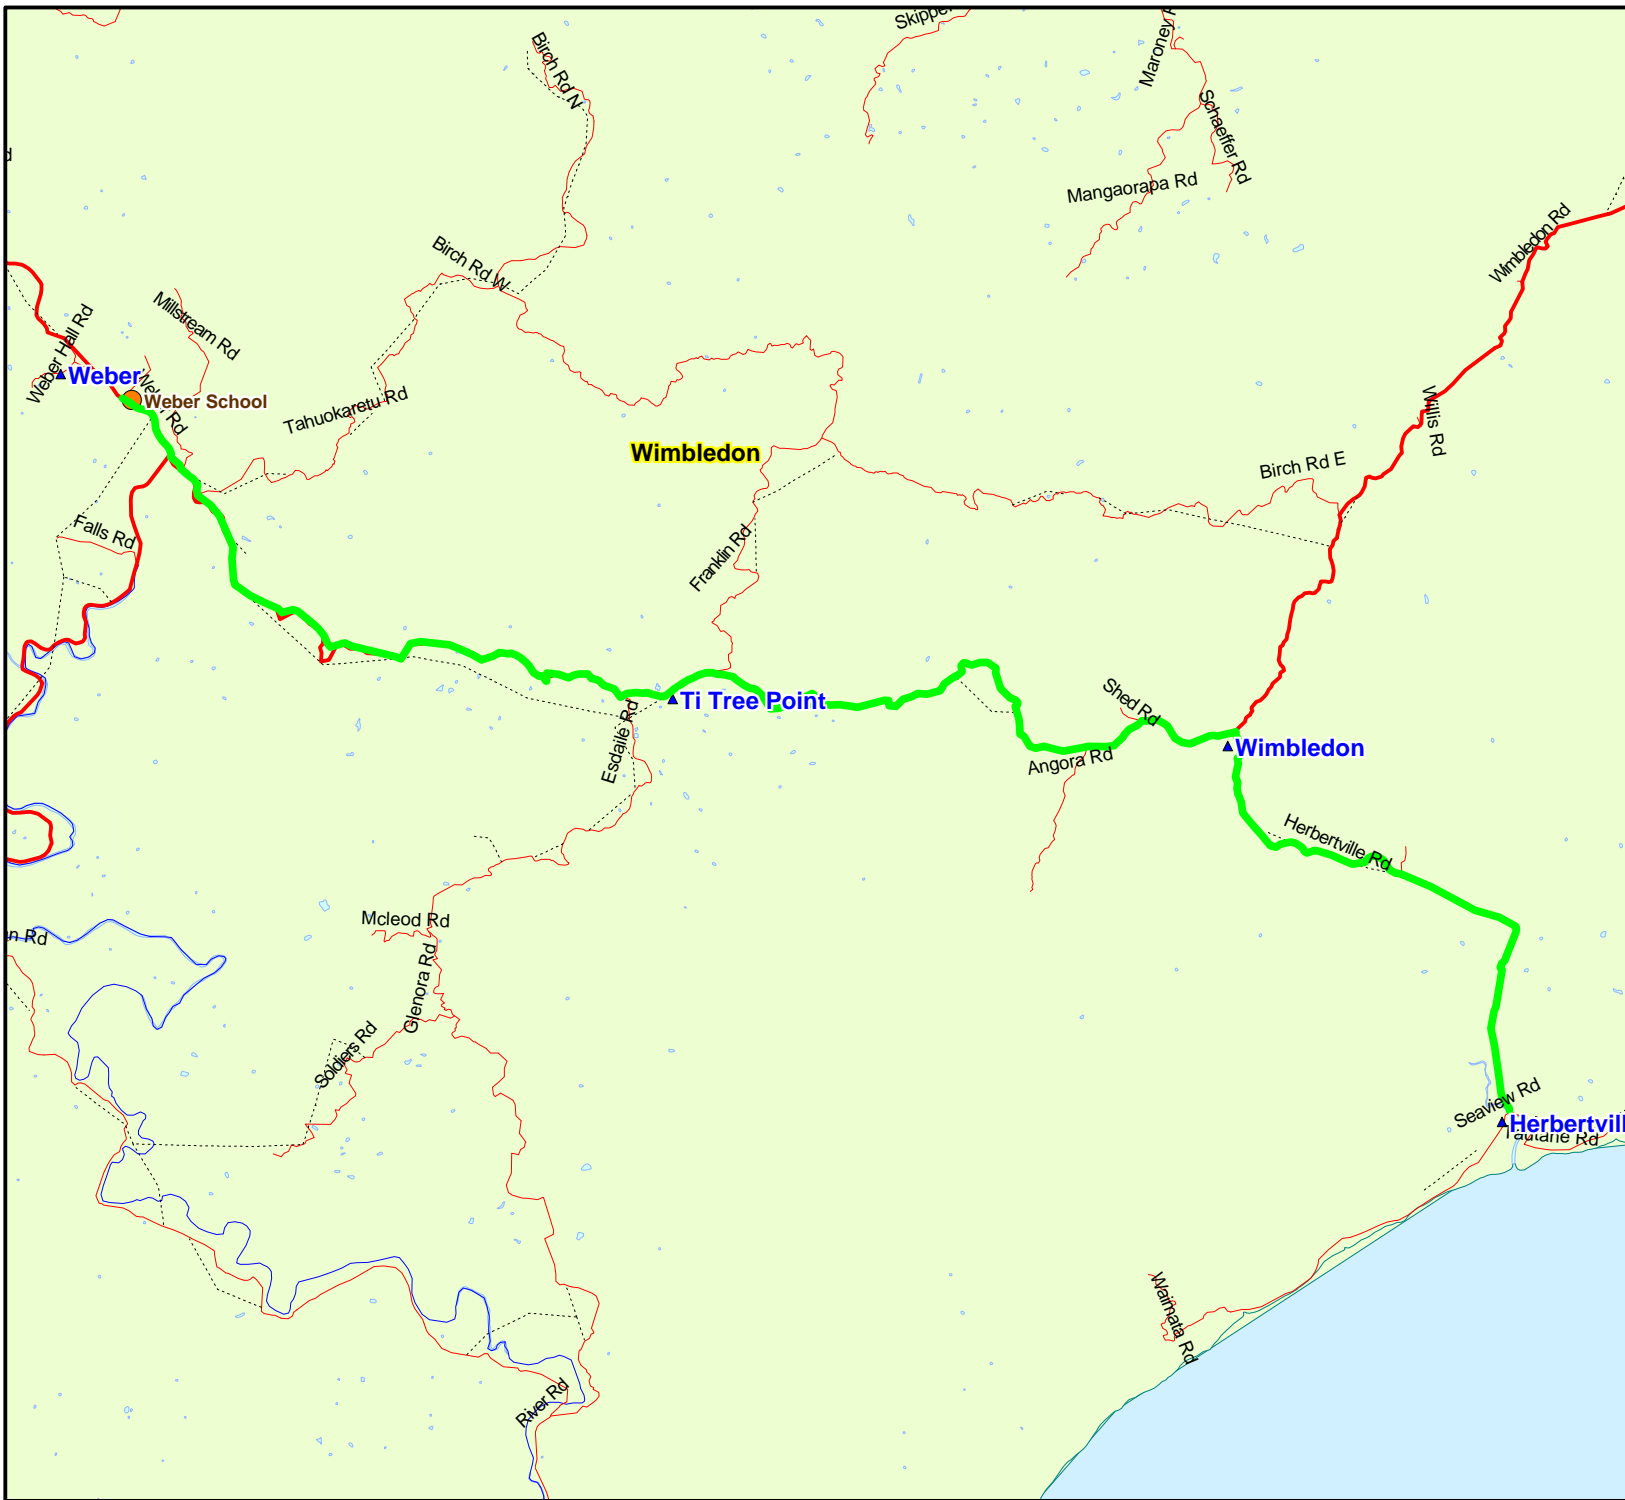 Skipper
Maroney R
Birch Rd N
Schaeffer Rd
d
Mangaorapa Rd
Wimbledon Rd
Birch Rd W
Millstream Rd
Weber Hall Rd
Weber
Weber Rd
Weber School
Tahuokaretu Rd
Willis Rd
Wimbledon
Birch Rd E
Falls Rd
Franklin Rd
Ti Tree Point
Shed Rd
Esdaile Rd
Wimbledon
Angora Rd
Herbertville Rd
Mcleod Rd
n Rd
Glenora Rd
Soldiers Rd
Seaview Rd
Herbertvill
Tautane Rd
Waimata Rd
River Rd